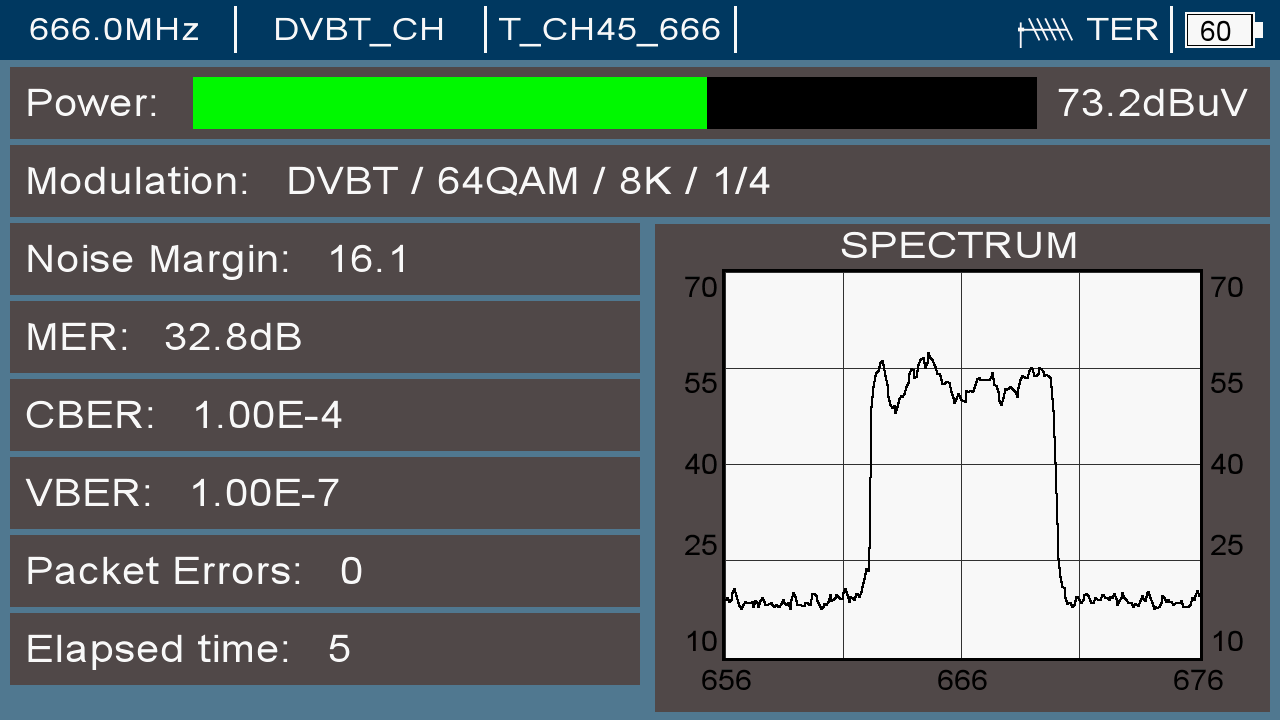 666.0MHz DVBT_CH T_CH45_666 TER 60
Power: 73.2dBuV
Modulation: DVBT / 64QAM / 8K / 1/4
Noise Margin: 16.1
MER: 32.8dB
CBER: 1.00E-4
VBER: 1.00E-7
Packet Errors: 0
Elapsed time: 5
SPECTRUM
70 70
55 55
40 40
25 25
10 10
656 666 676